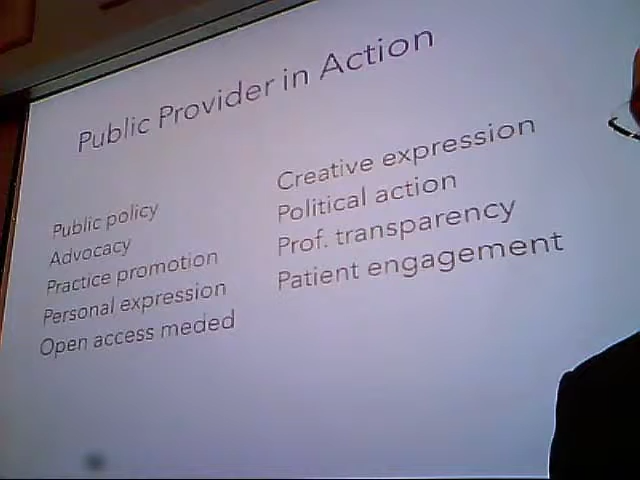 Public Provider in Action
Public policy
Advocacy
Practice promotion
Personal expression
Open access meded
Creative expression
Political action
Prof. transparency
Patient engagement